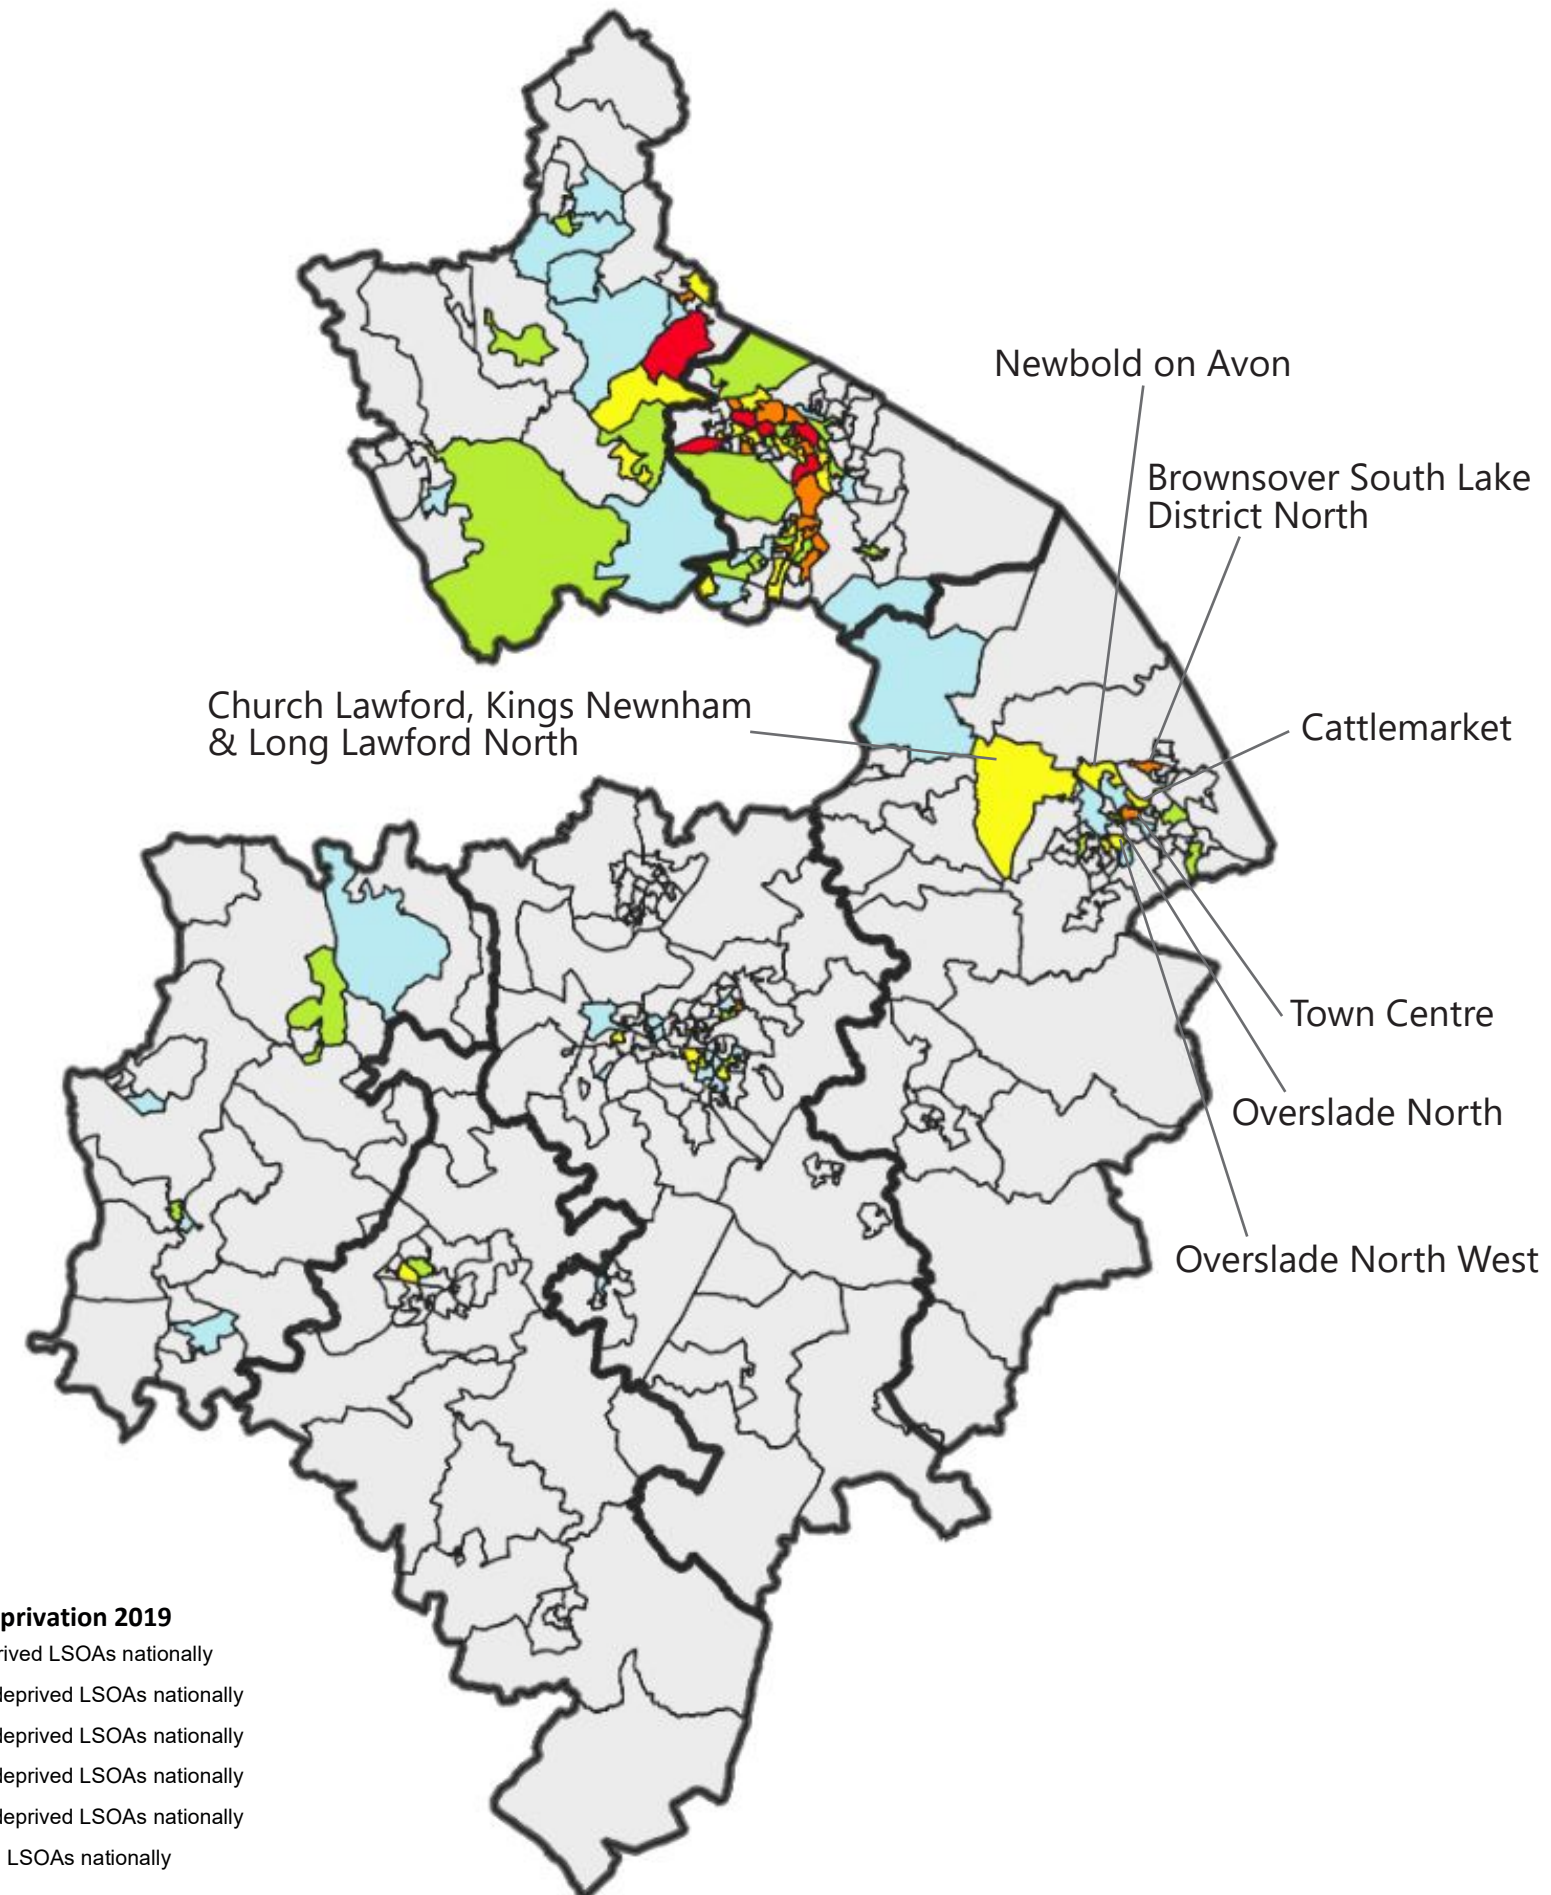 Newbold on Avon
Brownsover South Lake
District North
Church Lawford, Kings Newnham
& Long Lawford North
Cattlemarket
Town Centre
Overslade North
Overslade North West
privation 2019
rived LSOAs nationally
deprived LSOAs nationally
deprived LSOAs nationally
deprived LSOAs nationally
deprived LSOAs nationally
LSOAs nationally